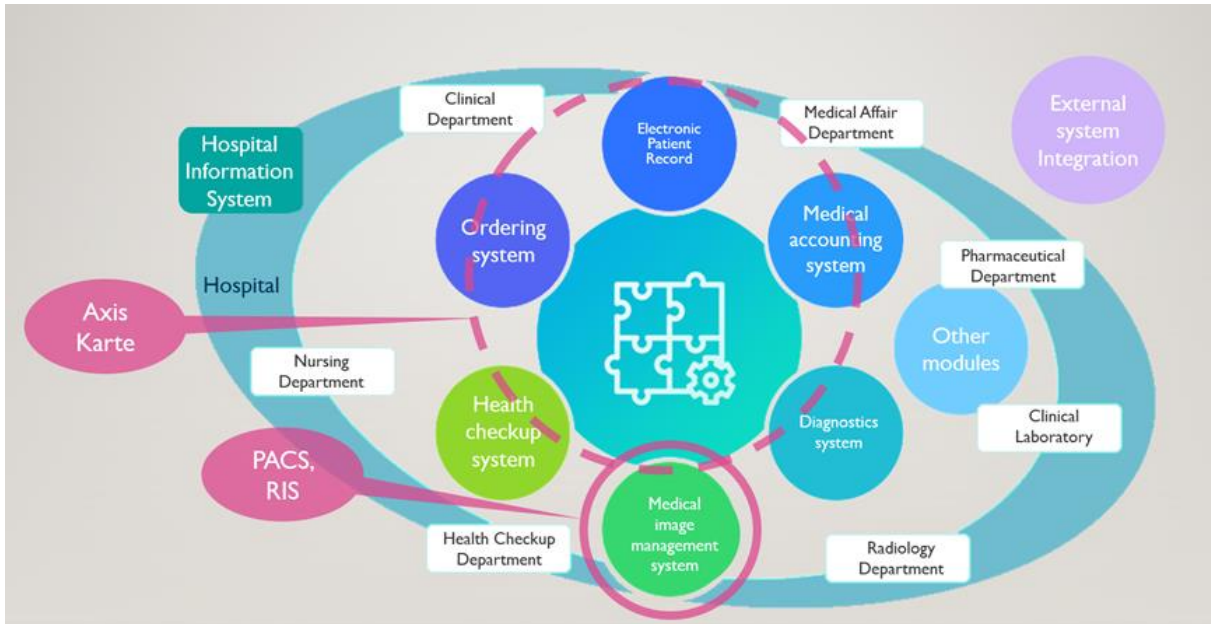 Clinical
Department
Electronic
Patient
Record
Medical Affair
Department
External
system
Integration
Hospital
Information
System
Ordering
system
Medical
accounting
system
Pharmaceutical
Department
Hospital
Axis
Karte
Other
modules
Nursing
Department
Health
checkup
system
Diagnostics
system
Clinical
Laboratory
PACS,
RIS
Medical
image
management
system
Health Checkup
Department
Radiology
Department